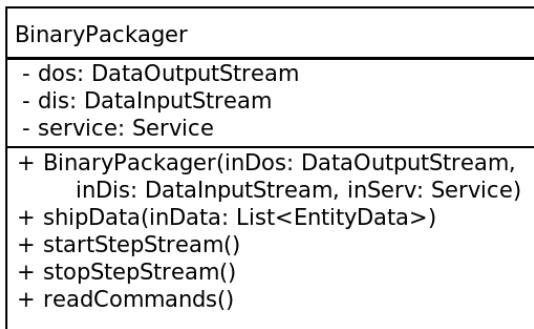 BinaryPackager
- dos: DataOutputStream
- dis: DataInputStream
- service: Service
+ BinaryPackager(inDos: DataOutputStream,
inDis: DataInputStream, inServ: Service)
+ shipData(inData: List<EntityData>)
+ startStepStream()
+ stopStepStream()
+ readCommands()